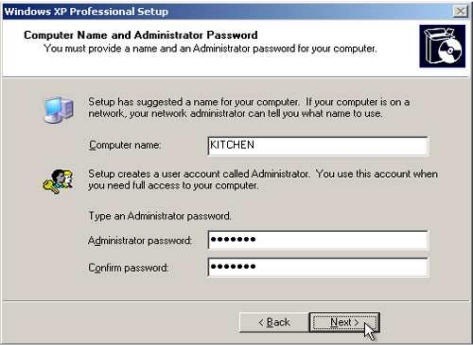 Windows XP Professional Setup
Computer Name and Administrator Password
You must provide a name and an Administrator password for your computer.
Setup has suggested a name for your computer. If your computer is on a
network, your network administrator can tell you what name to use.
Computer name: KITCHEN
Setup creates a user account called Administrator. You use this account when
you need full access to your computer.
Type an Administrator password.
Administrator password: •••••••
Confirm password: •••••••
< Back Next >